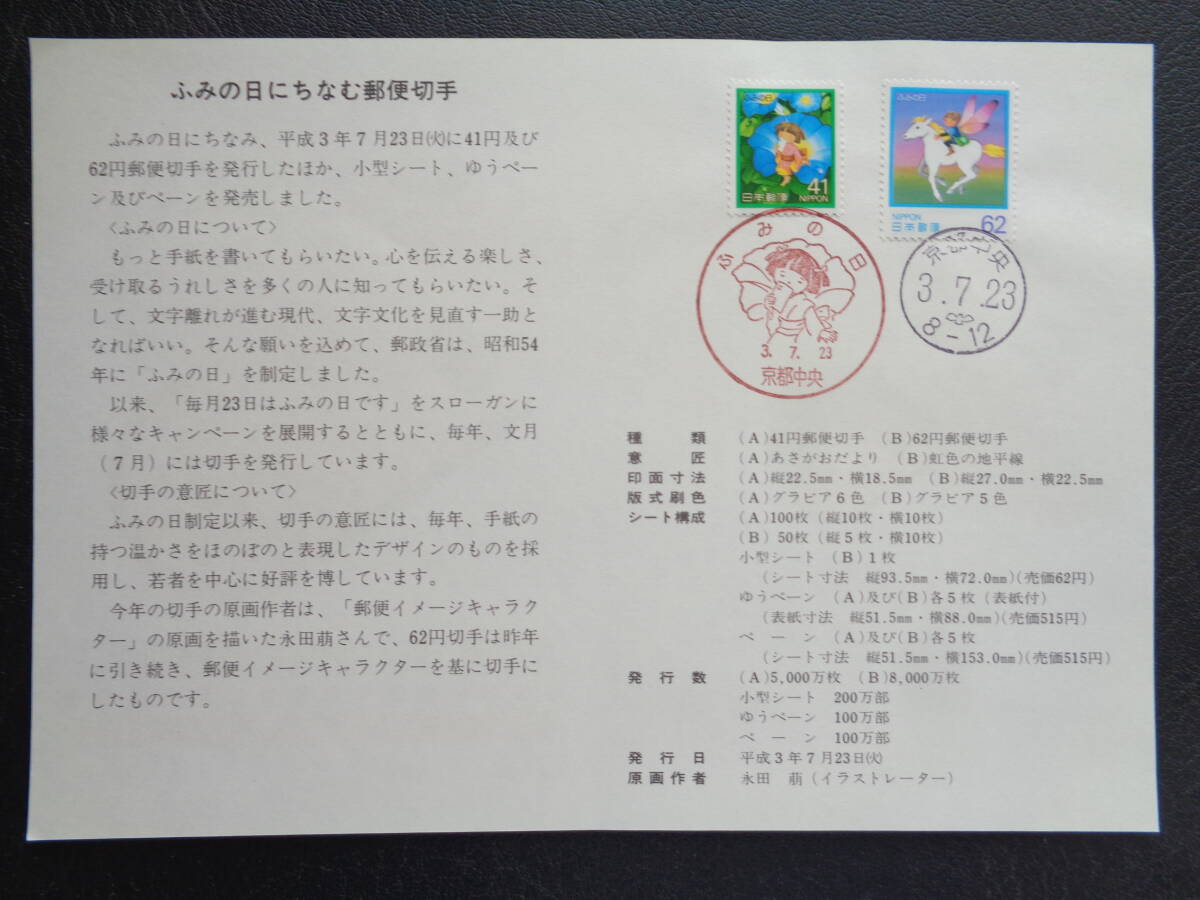 ふみの日にちなむ郵便切手
ふみの日にちなみ、平成3年7月23日㈫に41円及び
62円郵便切手を発行したほか、小型シート、ゆうペー
ン及びペーンを発売しました。
〈ふみの日について〉
もっと手紙を書いてもらいたい。心を伝える楽しさ、
受け取るうれしさを多くの人に知ってもらいたい。そ
して、文字離れが進む現代、文字文化を見直す一助と
なればいい。そんな願いを込めて、郵政省は、昭和54
年に「ふみの日」を制定しました。
以来、「毎月23日はふみの日です」をスローガンに
様々なキャンペーンを展開するとともに、毎年、文月
(7月)には切手を発行しています。
〈切手の意匠について〉
ふみの日制定以来、切手の意匠には、毎年、手紙の
持つ温かさをほのぼのと表現したデザインのものを採
用し、若者を中心に好評を博しています。
今年の切手の原画作者は、「郵便イメージキャラク
ター」の原画を描いた永田萠さんで、62円切手は昨年
に引き続き、郵便イメージキャラクターを基に切手に
したものです。
ふみの日
41
日本郵便 NIPPON
ふみの日
NIPPON
日本郵便 62
ふみの日
3. 7. 23
京都中央
京都中央
3.7.23
8-12
種類 (A)41円郵便切手 (B)62円郵便切手
意匠 (A)あさがおだより (B)虹色の地平線
印面寸法 (A)縦22.5㎜・横18.5㎜ (B)縦27.0㎜・横22.5㎜
版式刷色 (A)グラビア6色 (B)グラビア5色
シート構成 (A)100枚(縦10枚・横10枚)
(B) 50枚(縦5枚・横10枚)
小型シート (B)1枚
(シート寸法 縦93.5㎜・横72.0㎜)(売価62円)
ゆうペーン (A)及び(B)各5枚(表紙付)
(表紙寸法 縦51.5㎜・横88.0㎜)(売価515円)
ペーン (A)及び(B)各5枚
(シート寸法 縦51.5㎜・横153.0㎜)(売価515円)
発行数 (A)5,000万枚 (B)8,000万枚
小型シート 200万部
ゆうペーン 100万部
ペーン 100万部
発行日 平成3年7月23日㈫
原画作者 永田 萠(イラストレーター)